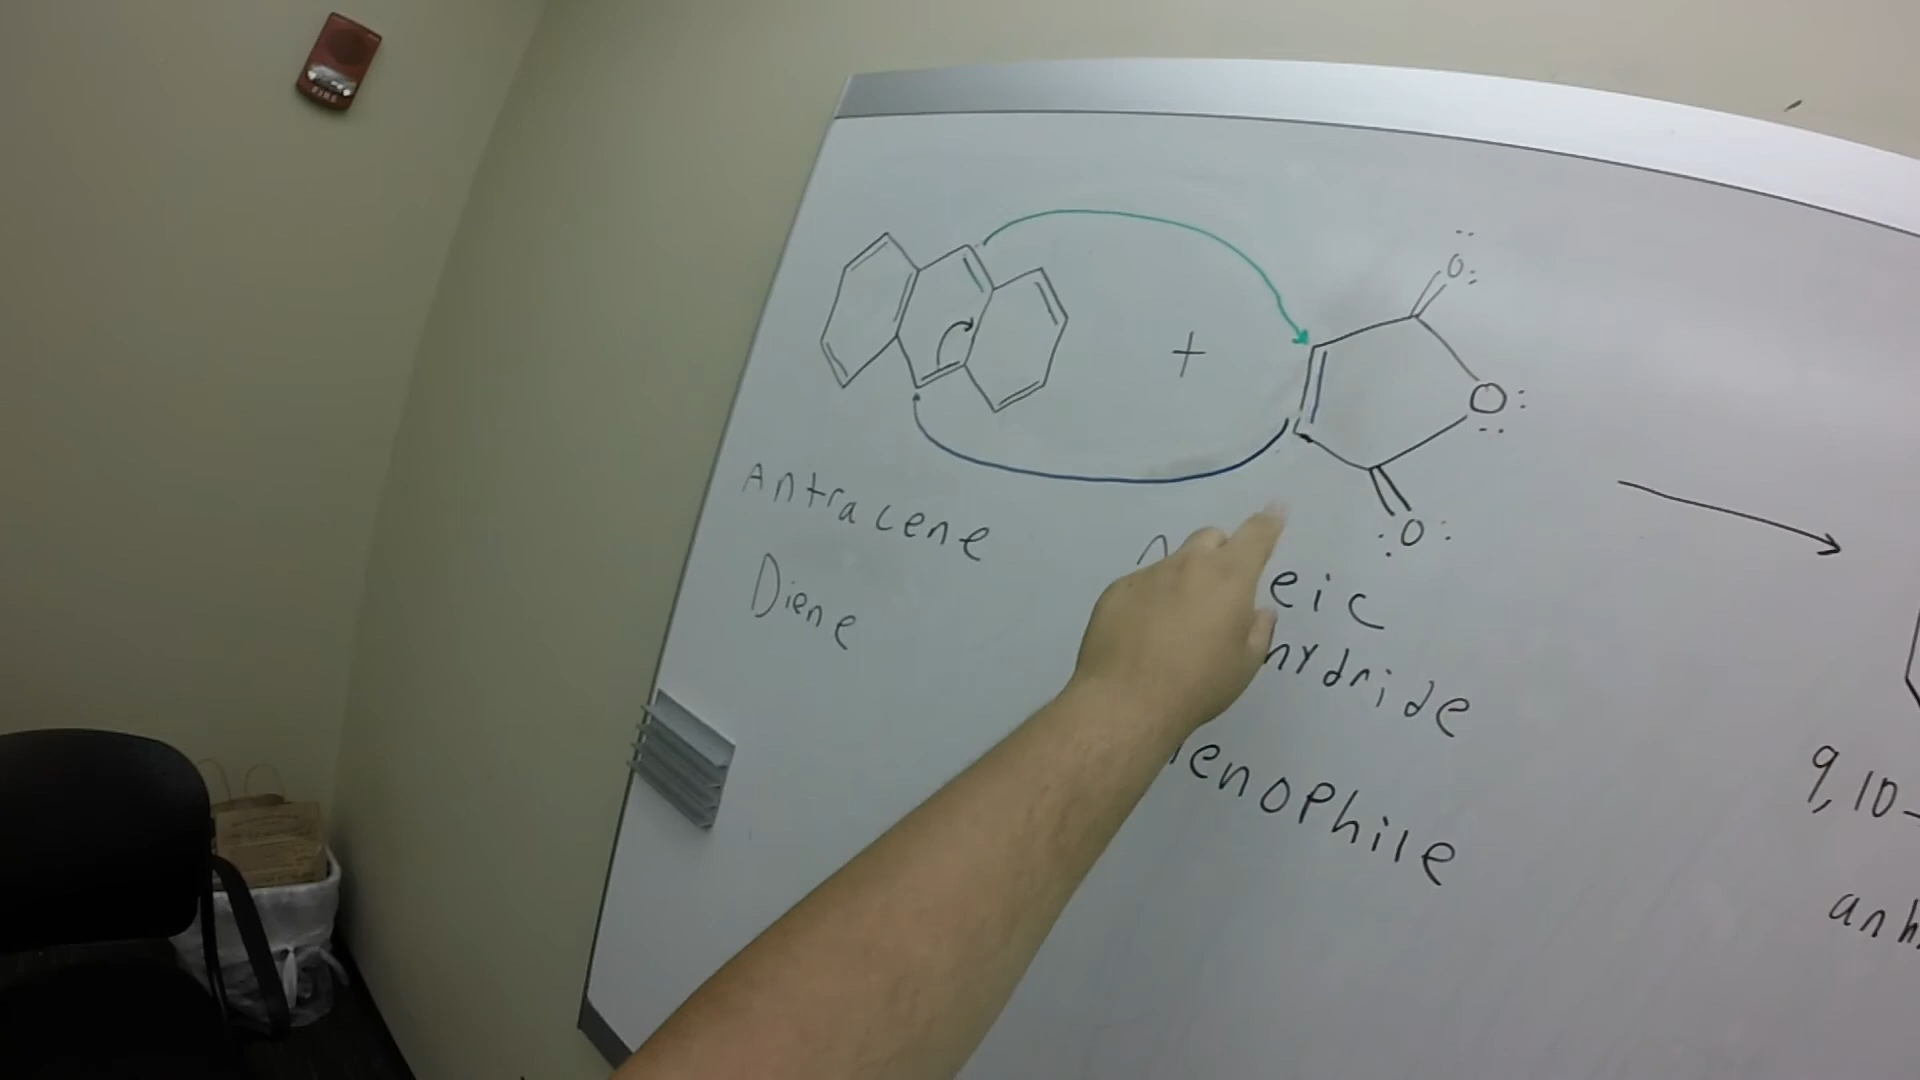 FIRE
O
+
O
O
Antracene
Diene
eic
hydride
enophile
9,10-
anh